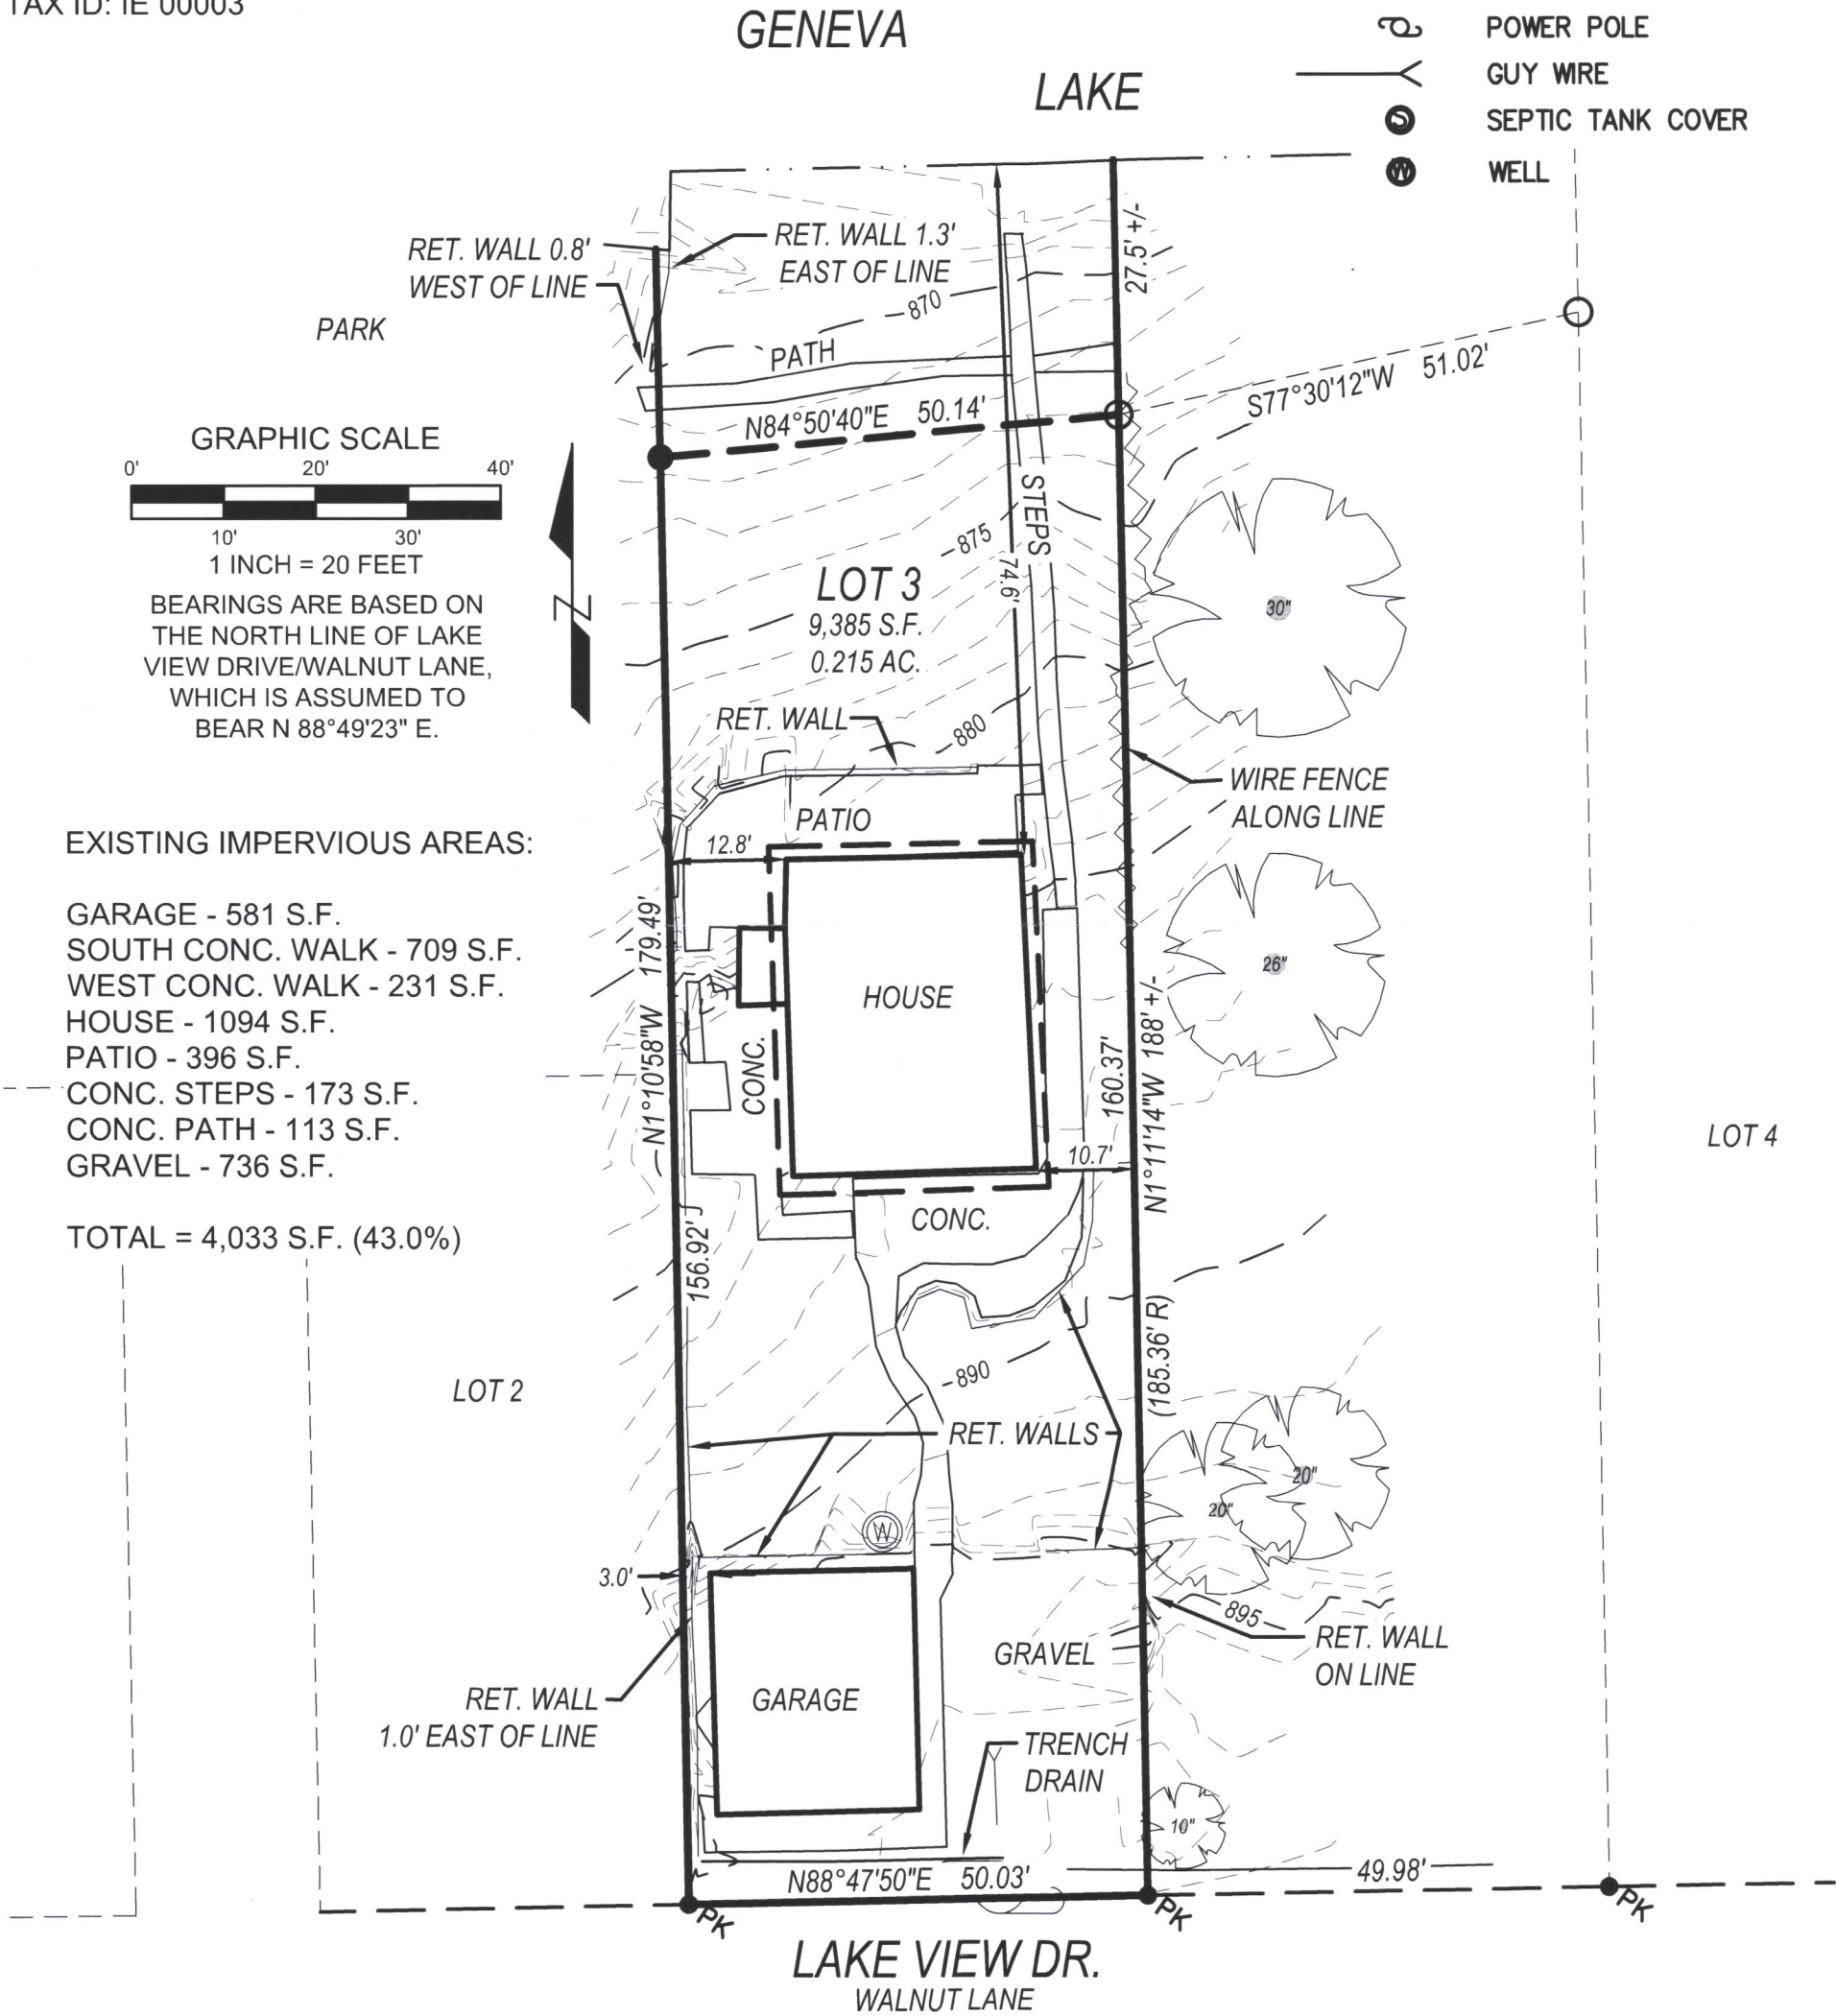 TAX ID: IE 00003
GENEVA
LAKE
POWER POLE
GUY WIRE
S SEPTIC TANK COVER
W WELL
RET. WALL 0.8'
WEST OF LINE
RET. WALL 1.3'
EAST OF LINE
27.5' +/-
870
PARK
PATH
N84°50'40"E 50.14'
S77°30'12"W 51.02'
GRAPHIC SCALE
0' 20' 40'
10' 30'
1 INCH = 20 FEET
BEARINGS ARE BASED ON
THE NORTH LINE OF LAKE
VIEW DRIVE/WALNUT LANE,
WHICH IS ASSUMED TO
BEAR N 88°49'23" E.
Z
STEPS
875
74.6'
LOT 3
9,385 S.F.
0.215 AC.
30"
RET. WALL
880
WIRE FENCE
ALONG LINE
PATIO
12.8'
EXISTING IMPERVIOUS AREAS:
GARAGE - 581 S.F.
SOUTH CONC. WALK - 709 S.F.
WEST CONC. WALK - 231 S.F.
HOUSE - 1094 S.F.
PATIO - 396 S.F.
CONC. STEPS - 173 S.F.
CONC. PATH - 113 S.F.
GRAVEL - 736 S.F.
TOTAL = 4,033 S.F. (43.0%)
N1°10'58"W 179.49'
156.92'
HOUSE
CONC.
26"
160.37'
N1°11'14"W 188' +/-
(185.36' R)
10.7'
LOT 4
CONC.
890
LOT 2
RET. WALLS
20"
20"
W
3.0'
895
RET. WALL
ON LINE
GRAVEL
RET. WALL
1.0' EAST OF LINE
GARAGE
TRENCH
DRAIN
10"
N88°47'50"E 50.03'
49.98'
PK
PK
PK
LAKE VIEW DR.
WALNUT LANE